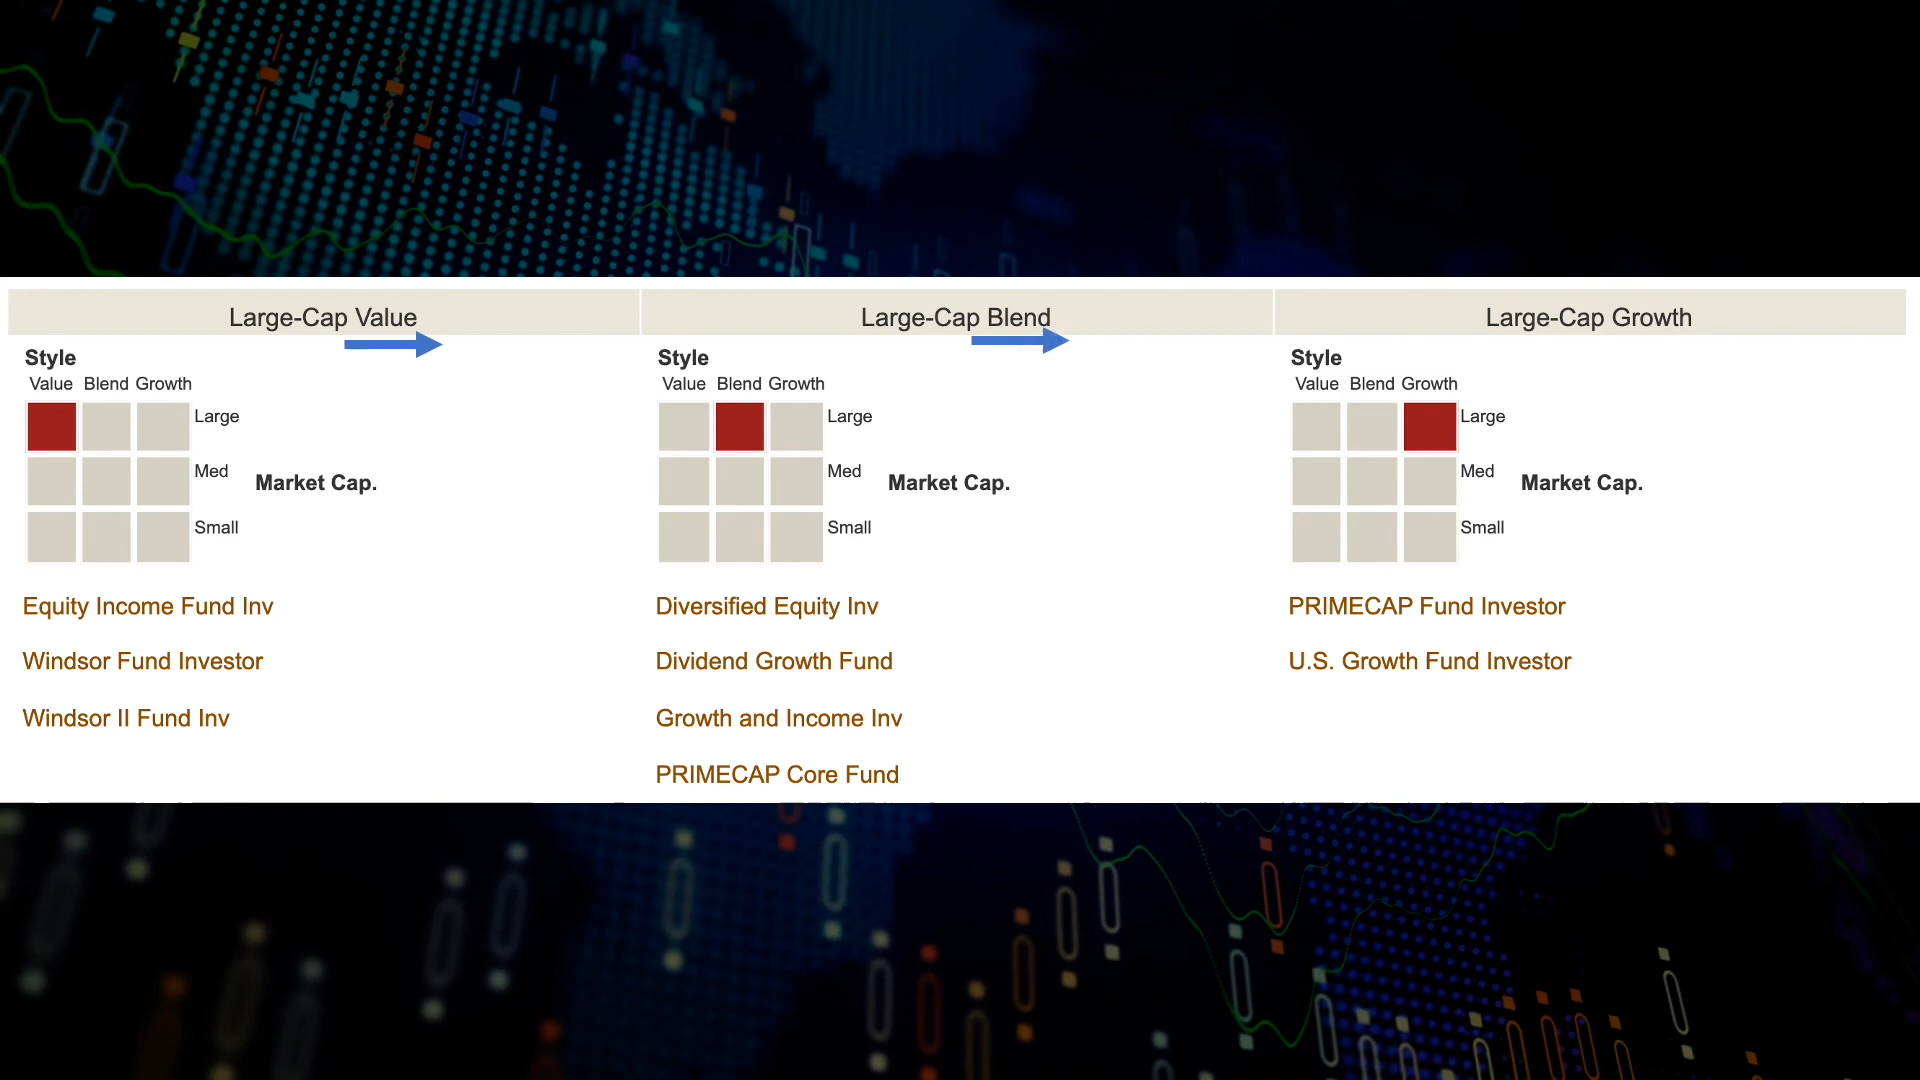 Large-Cap Value
Style
Value Blend Growth
Large
Med
Market Cap.
Small
Equity Income Fund Inv
Windsor Fund Investor
Windsor II Fund Inv
Large-Cap Blend
Style
Value Blend Growth
Large
Med
Market Cap.
Small
Diversified Equity Inv
Dividend Growth Fund
Growth and Income Inv
PRIMECAP Core Fund
Large-Cap Growth
Style
Value Blend Growth
Large
Med
Market Cap.
Small
PRIMECAP Fund Investor
U.S. Growth Fund Investor